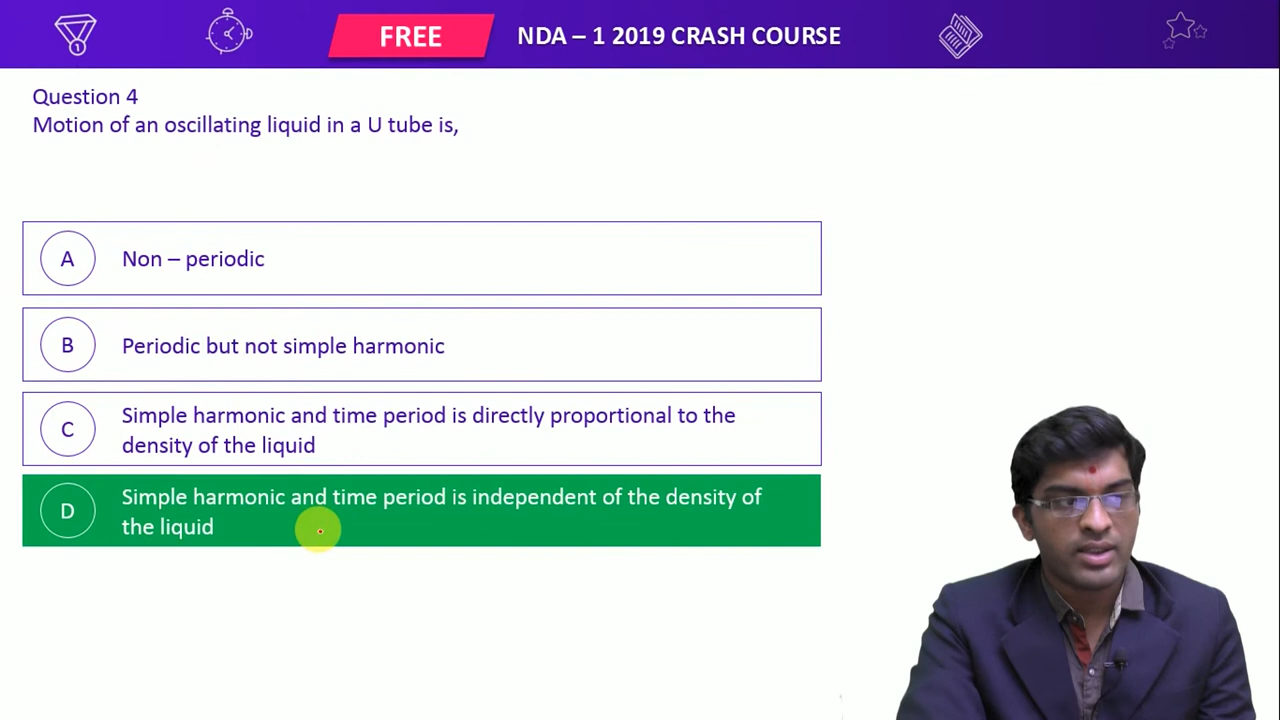 FREE
NDA – 1 2019 CRASH COURSE
Question 4
Motion of an oscillating liquid in a U tube is,
A
Non – periodic
B
Periodic but not simple harmonic
C
Simple harmonic and time period is directly proportional to the
density of the liquid
D
Simple harmonic and time period is independent of the density of
the liquid